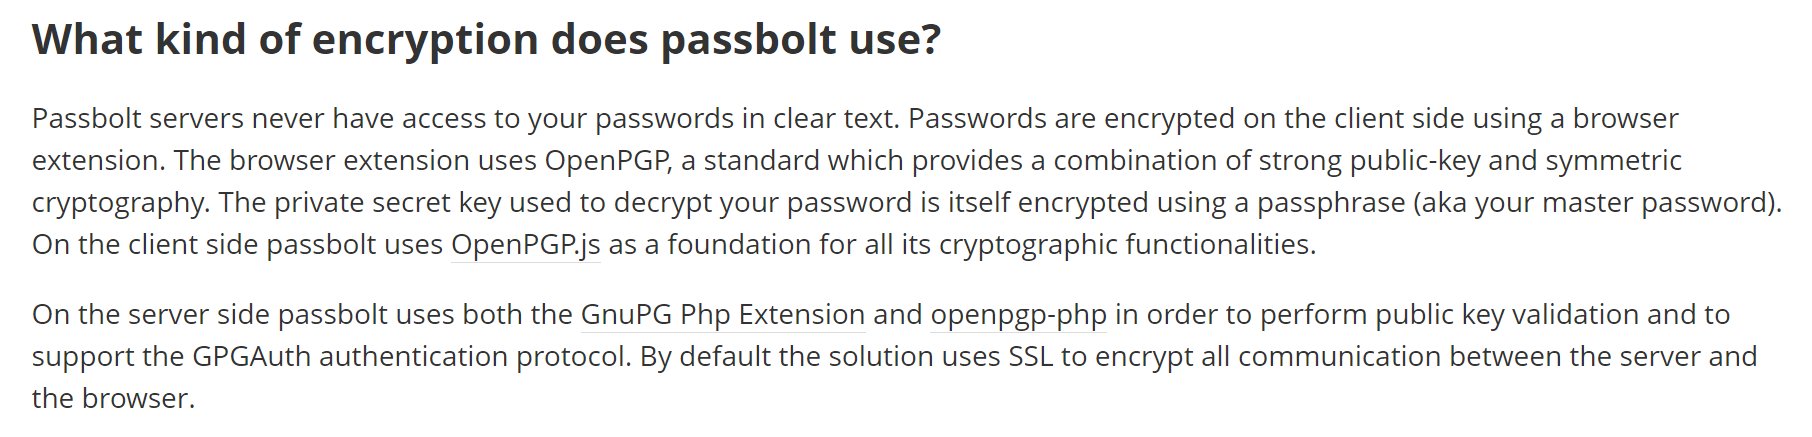 What kind of encryption does passbolt use?
Passbolt servers never have access to your passwords in clear text. Passwords are encrypted on the client side using a browser
extension. The browser extension uses OpenPGP, a standard which provides a combination of strong public-key and symmetric
cryptography. The private secret key used to decrypt your password is itself encrypted using a passphrase (aka your master password).
On the client side passbolt uses OpenPGP.js as a foundation for all its cryptographic functionalities.
On the server side passbolt uses both the GnuPG Php Extension and openpgp-php in order to perform public key validation and to
support the GPGAuth authentication protocol. By default the solution uses SSL to encrypt all communication between the server and
the browser.